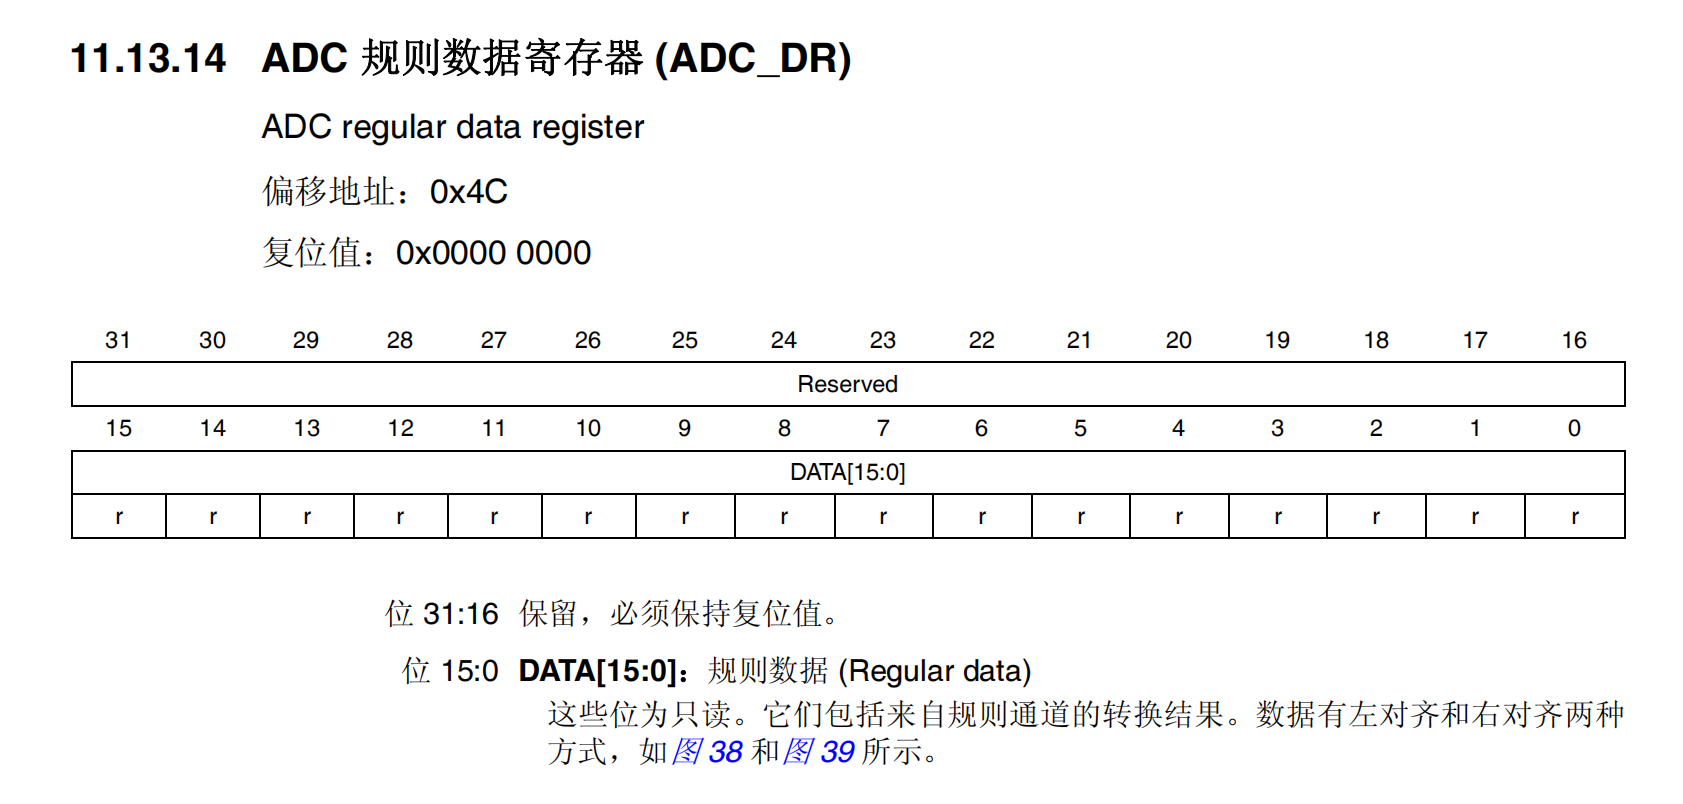 11.13.14 ADC 规则数据寄存器 (ADC_DR)
ADC regular data register
偏移地址：0x4C
复位值：0x0000 0000
31 30 29 28 27 26 25 24 23 22 21 20 19 18 17 16
Reserved
15 14 13 12 11 10 9 8 7 6 5 4 3 2 1 0
DATA[15:0]
r r r r r r r r r r r r r r r r
位 31:16 保留，必须保持复位值。
位 15:0 DATA[15:0]：规则数据 (Regular data)
这些位为只读。它们包括来自规则通道的转换结果。数据有左对齐和右对齐两种
方式，如图 38 和图 39 所示。